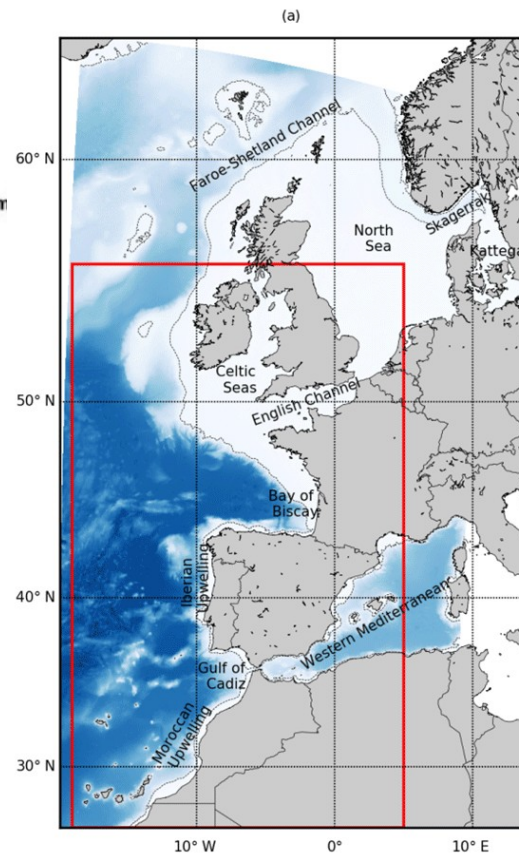 (a)
m
60° N
50° N
40° N
30° N
Faroe-Shetland Channel
North
Sea
Skagerrak
Kattega
Celtic
Seas
English Channel
Bay of
Biscay
Iberian
Upwelling
Western Mediterranean
Gulf of
Cadiz
Moroccan
Upwelling
10° W
0°
10° E